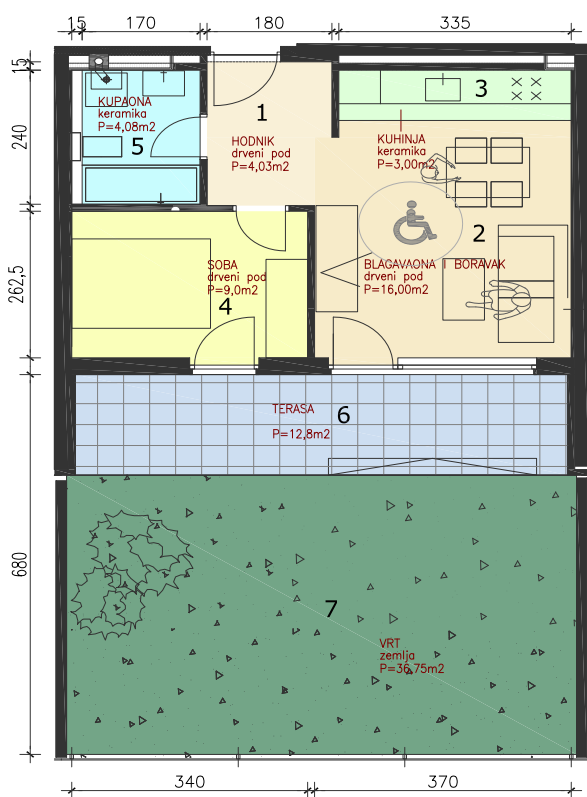 15 170 180 335
15
240
262,5
680
1
HODNIK
drveni pod
P=4,03m2
3
KUHINJA
keramika
P=3,00m2
KUPAONA
keramika
P=4,08m2
5
2
BLAGAVAONA I BORAVAK
drveni pod
P=16,00m2
SOBA
drveni pod
P=9,0m2
4
TERASA
6
P=12,8m2
7
VRT
zemlja
P=36,75m2
340 370